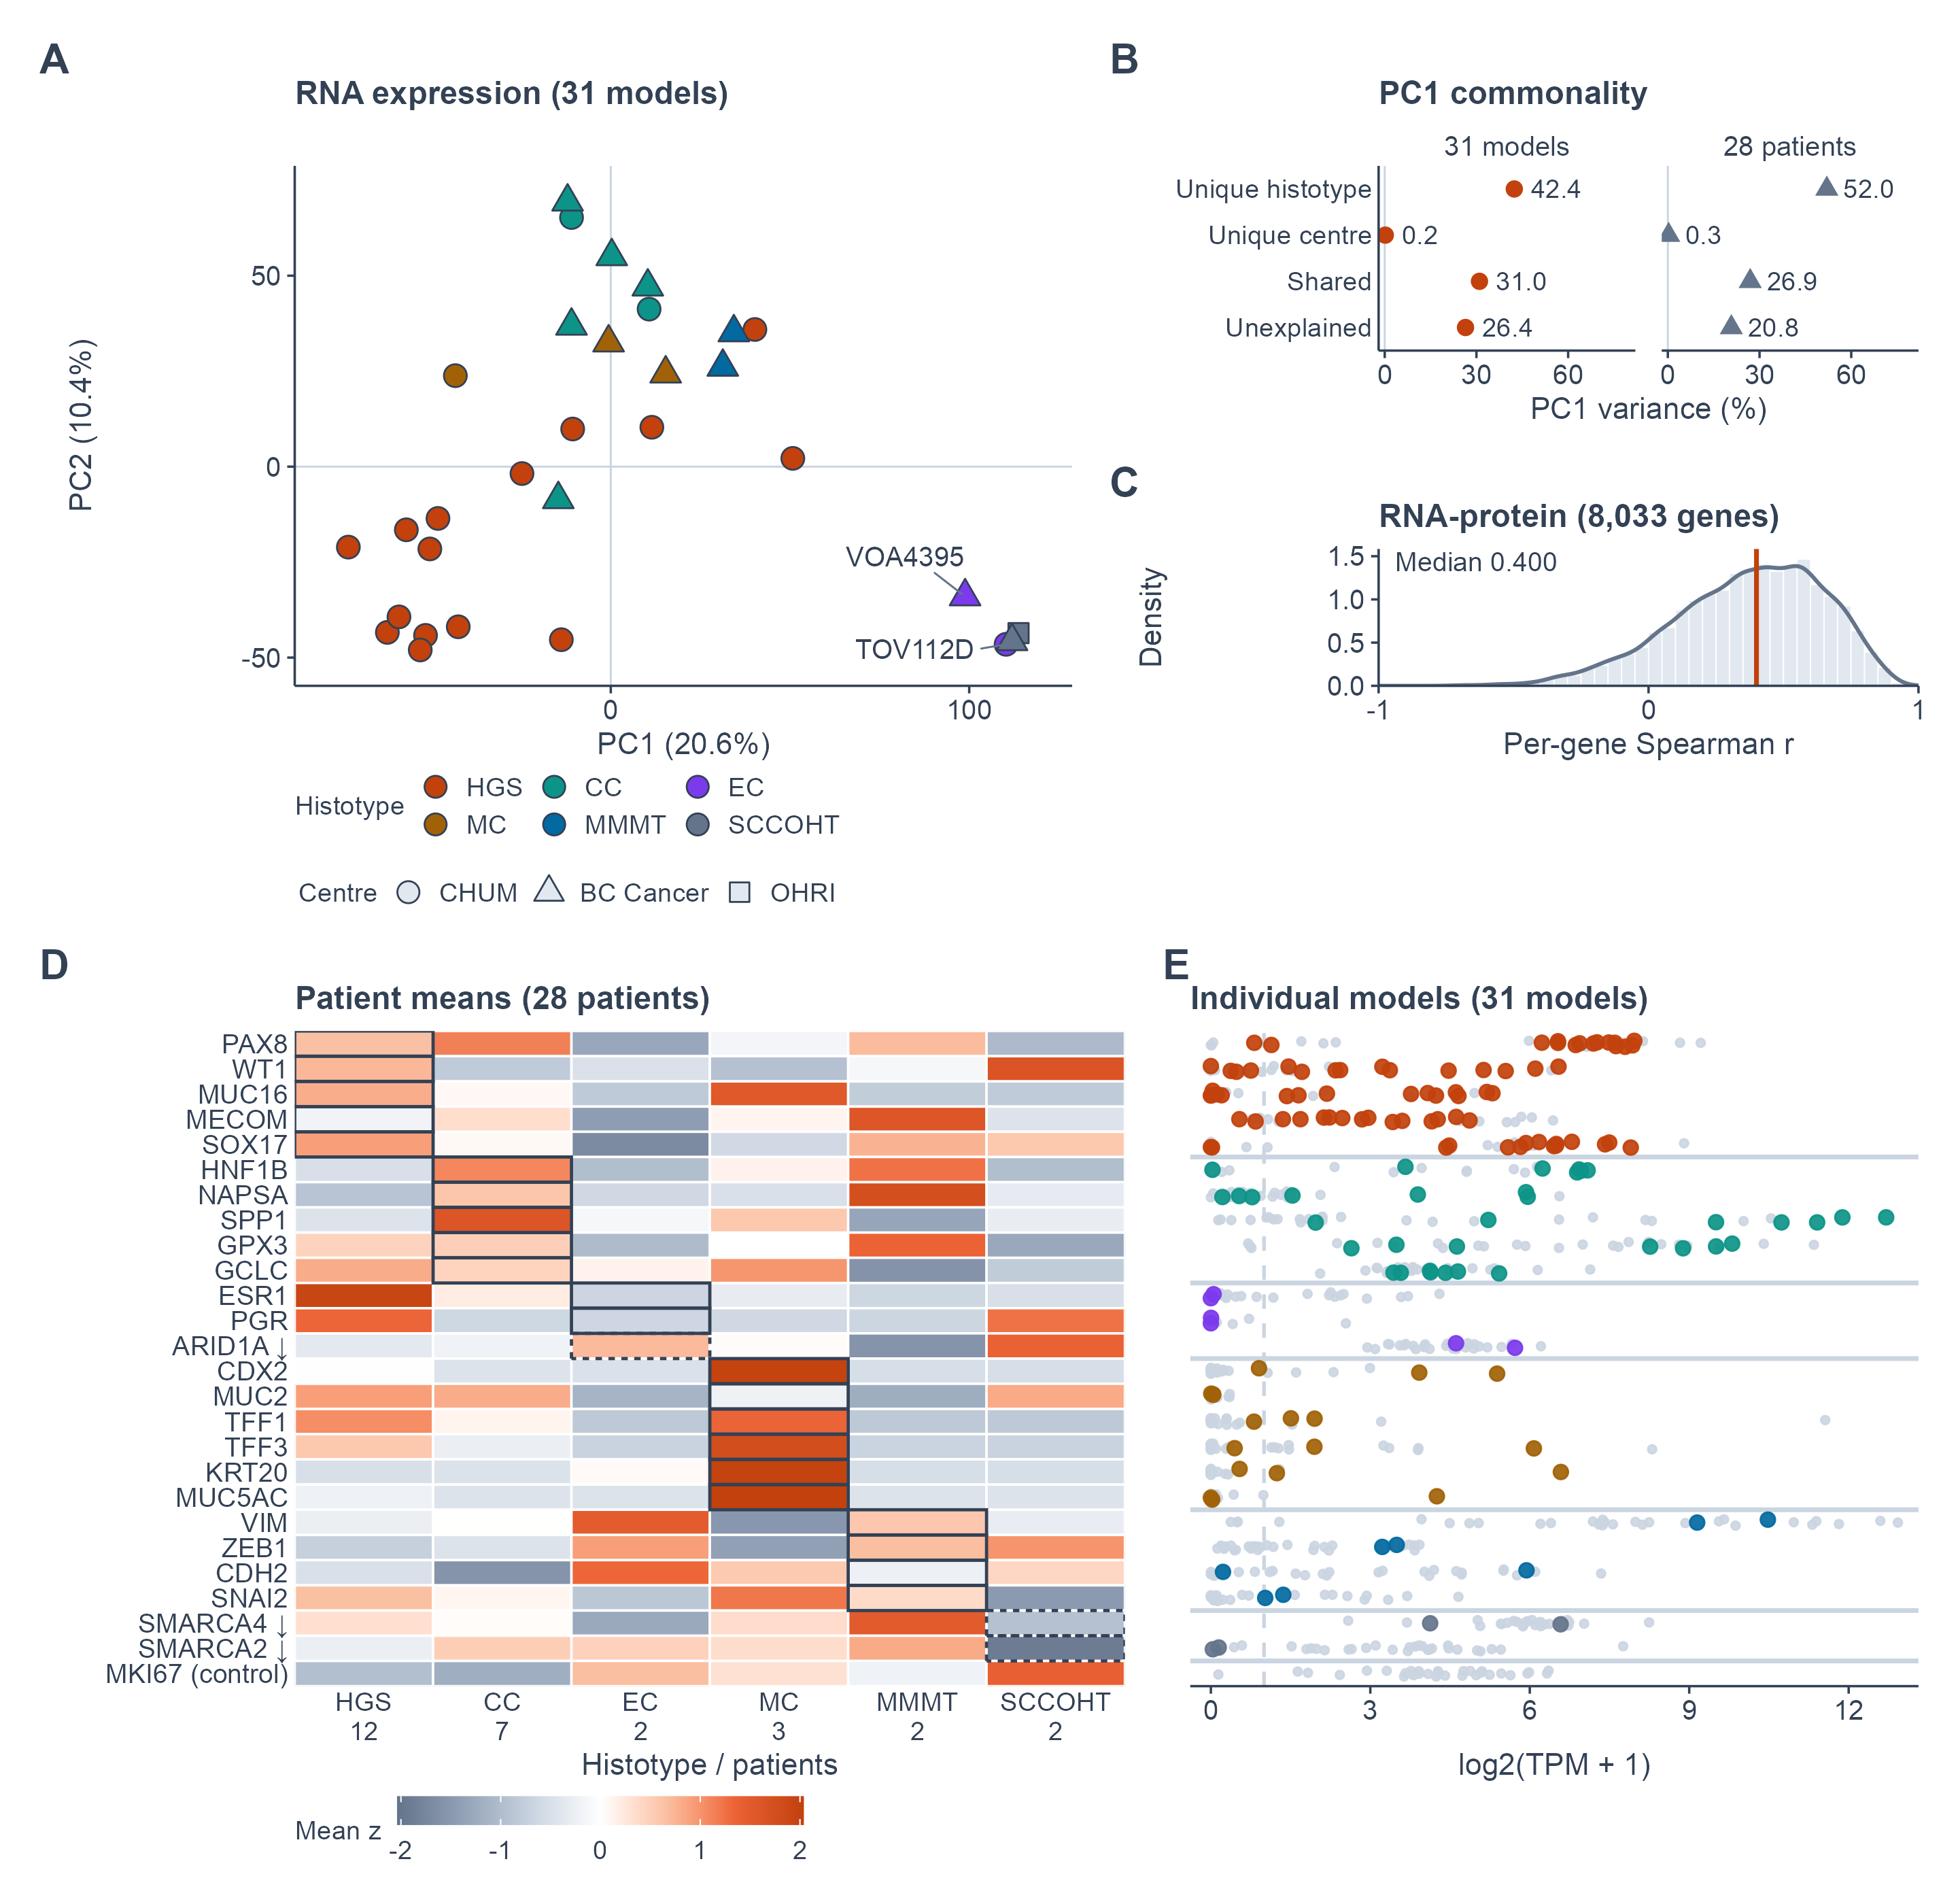 A
RNA expression (31 models)
PC2 (10.4%)
50
0
-50
VOA4395
TOV112D
0
100
PC1 (20.6%)
Histotype
HGS
CC
EC
MC
MMMT
SCCOHT
Centre
CHUM
BC Cancer
OHRI
B
PC1 commonality
31 models
28 patients
Unique histotype
42.4
52.0
Unique centre
0.2
0.3
Shared
31.0
26.9
Unexplained
26.4
20.8
0
30
60
0
30
60
PC1 variance (%)
C
RNA-protein (8,033 genes)
Density
1.5
1.0
0.5
0.0
Median 0.400
-1
0
1
Per-gene Spearman r
D
Patient means (28 patients)
PAX8
WT1
MUC16
MECOM
SOX17
HNF1B
NAPSA
SPP1
GPX3
GCLC
ESR1
PGR
ARID1A ↓
CDX2
MUC2
TFF1
TFF3
KRT20
MUC5AC
VIM
ZEB1
CDH2
SNAI2
SMARCA4 ↓
SMARCA2 ↓
MKI67 (control)
HGS
12
CC
7
EC
2
MC
3
MMMT
2
SCCOHT
2
Histotype / patients
Mean z
-2
-1
0
1
2
E
Individual models (31 models)
0
3
6
9
12
log2(TPM + 1)